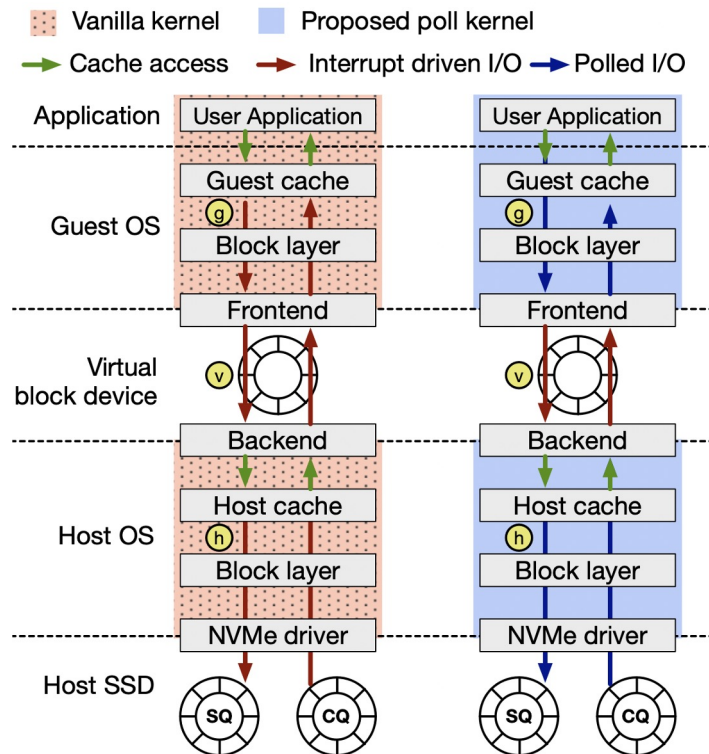 Vanilla kernel Proposed poll kernel
Cache access Interrupt driven I/O Polled I/O
Application User Application User Application
Guest cache Guest cache
g g
Guest OS
Block layer Block layer
Frontend Frontend
Virtual
block device
v v
Backend Backend
Host cache Host cache
Host OS h h
Block layer Block layer
NVMe driver NVMe driver
Host SSD
SQ CQ SQ CQ